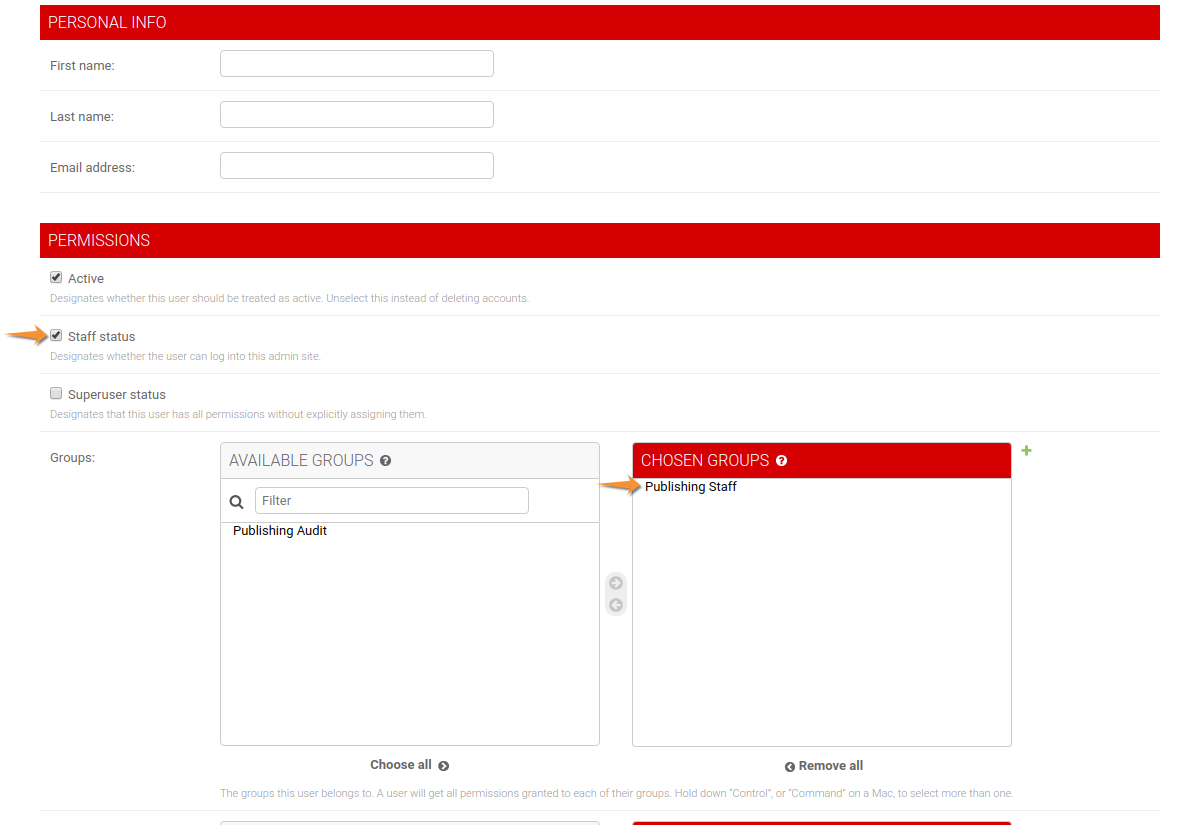 PERSONAL INFO
First name:
Last name:
Email address:
PERMISSIONS
Active
Designates whether this user should be treated as active. Unselect this instead of deleting accounts.
Staff status
Designates whether the user can log into this admin site.
Superuser status
Designates that this user has all permissions without explicitly assigning them.
Groups:
AVAILABLE GROUPS ?
Filter
Publishing Audit
Choose all
CHOSEN GROUPS ?
Publishing Staff
Remove all
The groups this user belongs to. A user will get all permissions granted to each of their groups. Hold down "Control", or "Command" on a Mac, to select more than one.